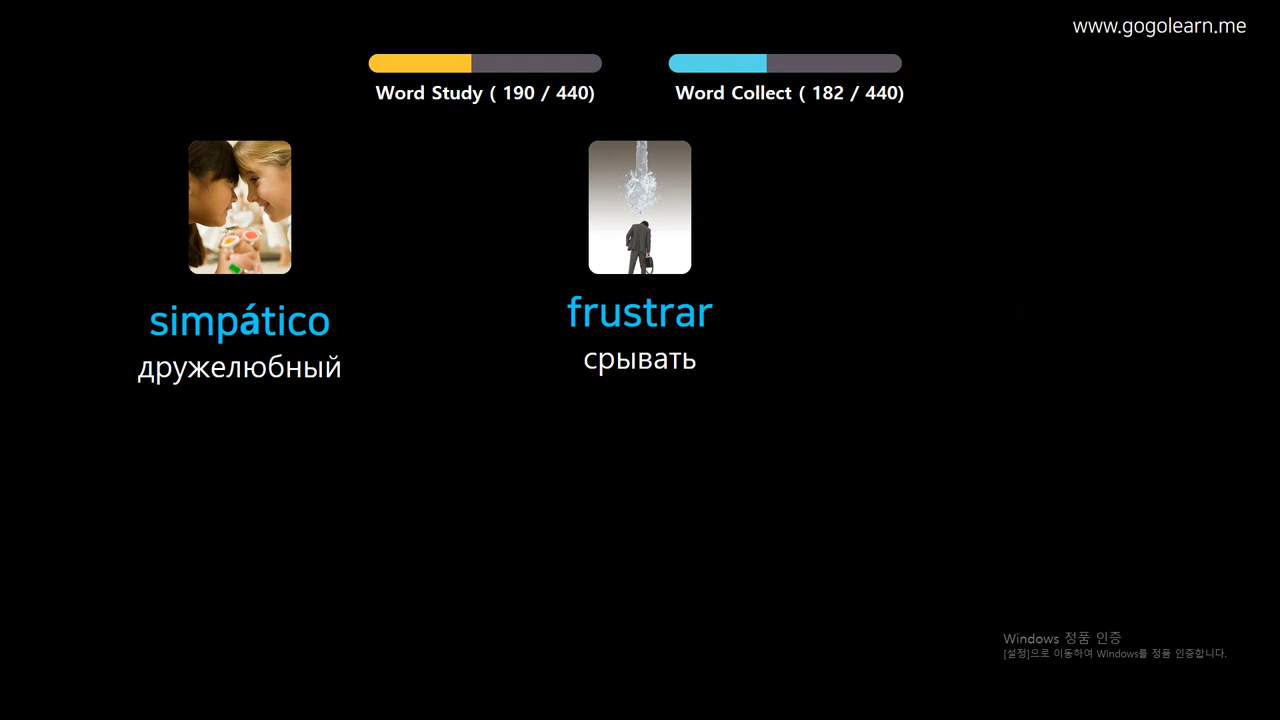 www.gogolearn.me
Word Study ( 190 / 440)
Word Collect ( 182 / 440)
simpático
дружелюбный
frustrar
срывать
Windows 정품 인증
[설정]으로 이동하여 Windows를 정품 인증합니다.